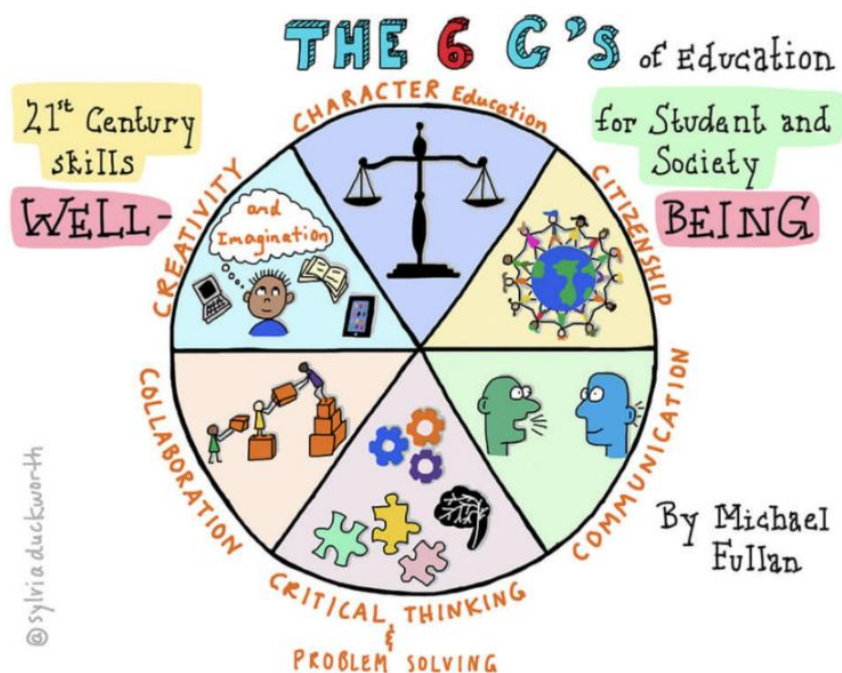 THE 6 C'S of Education
21st Century
skills
WELL-
for Student and
Society
BEING
CHARACTER Education
CITIZENSHIP
COMMUNICATION
CRITICAL THINKING
&
PROBLEM SOLVING
COLLABORATION
CREATIVITY
and
Imagination
By Michael
Fullan
@sylviaduckworth